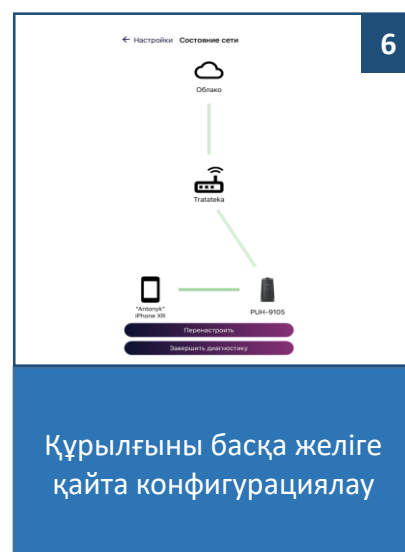 ← Настройки Состояние сети
6
Облако
Tratateka
"Antonyk"
iPhone XR
PUH-9105
Перенастроить
Завершить диагностику
Құрылғыны басқа желіге
қайта конфигурациялау